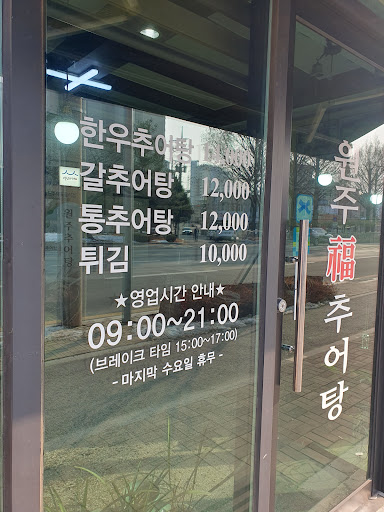 한우추어탕
갈추어탕 12,000
통추어탕 12,000
튀김 10,000
★영업시간 안내★
09:00~21:00
(브레이크 타임 15:00~17:00)
- 마지막 수요일 휴무 -
원주福추어탕